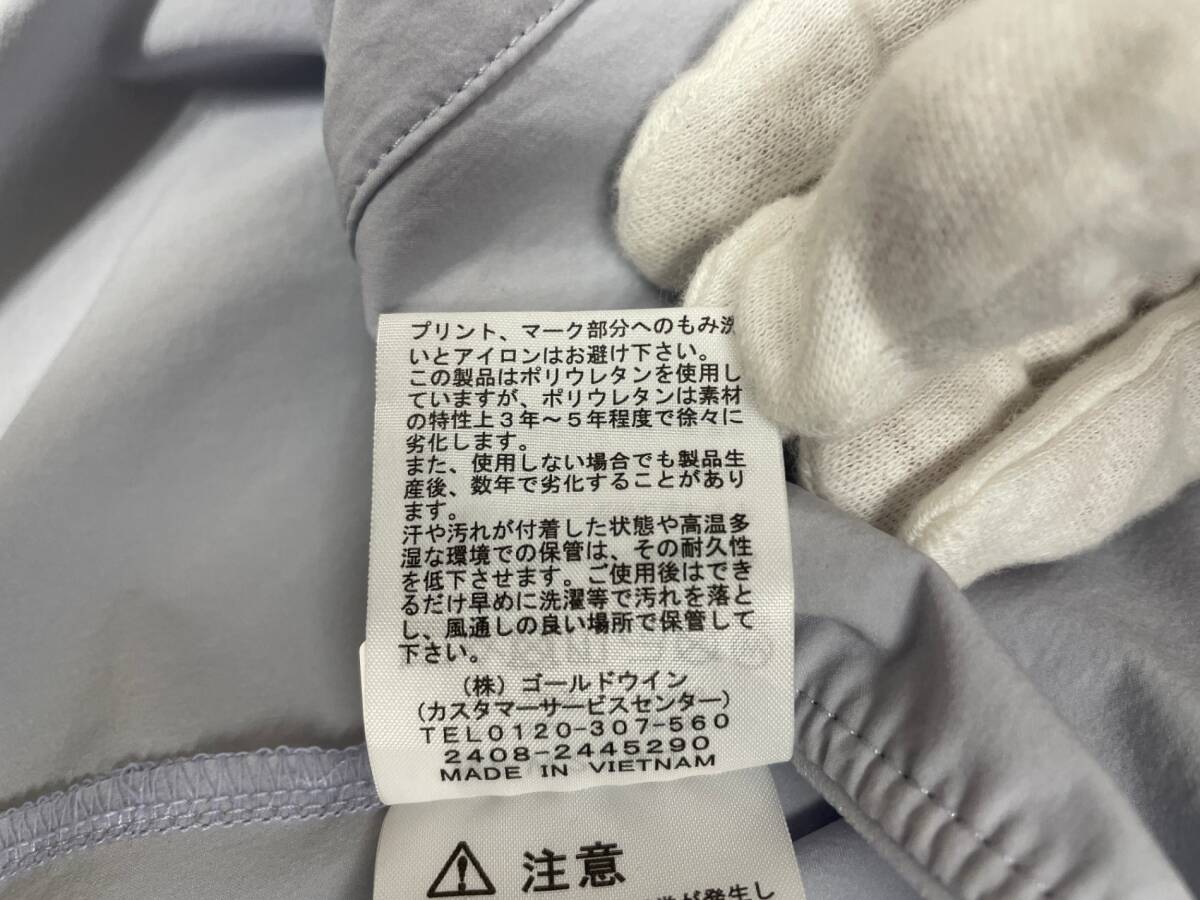 プリント、マーク部分へのもみ洗
いとアイロンはお避け下さい。
この製品はポリウレタンを使用し
ていますが、ポリウレタンは素材
の特性上３年〜５年程度で徐々に
劣化します。
また、使用しない場合でも製品生
産後、数年で劣化することがあり
ます。
汗や汚れが付着した状態や高温多
湿な環境での保管は、その耐久性
を低下させます。ご使用後はでき
るだけ早めに洗濯等で汚れを落と
し、風通しの良い場所で保管して
下さい。
（株）ゴールドウイン
（カスタマーサービスセンター）
TEL0120-307-560
2408-2445290
MADE IN VIETNAM
⚠ 注意
が発生し